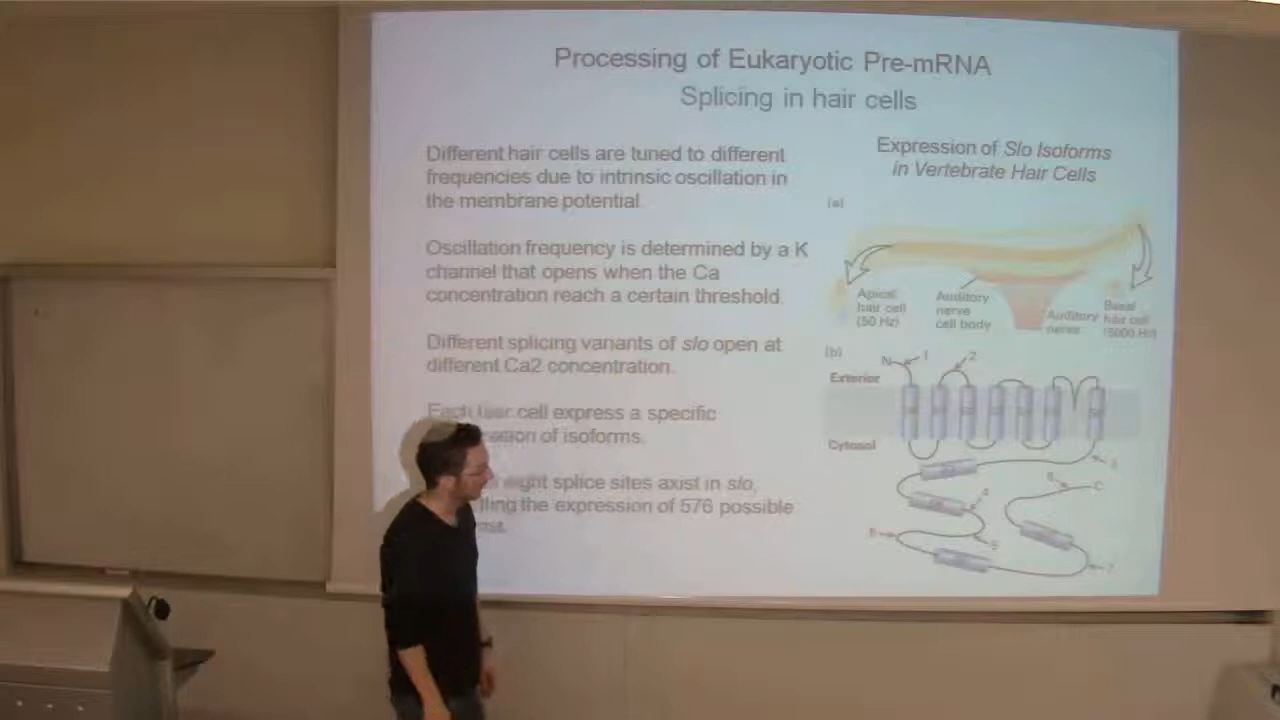 Processing of Eukaryotic Pre-mRNA
Splicing in hair cells
Different hair cells are tuned to different
frequencies due to intrinsic oscillation in
the membrane potential
Oscillation frequency is determined by a K
channel that opens when the Ca
concentration reach a certain threshold.
Different splicing variants of slo open at
different Ca2 concentration.
Each hair cell express a specific
of isoforms.
eight splice sites axist in slo,
the expression of 576 possible
Expression of Slo Isoforms
in Vertebrate Hair Cells
(a)
Apical
hair cell
(50 Hz)
Auditory
nerve
cell body
Auditory
nerve
Basal
hair cell
(5000 Hz)
(b)
N
1
2
Exterior
Cytosol
3
C
4
5